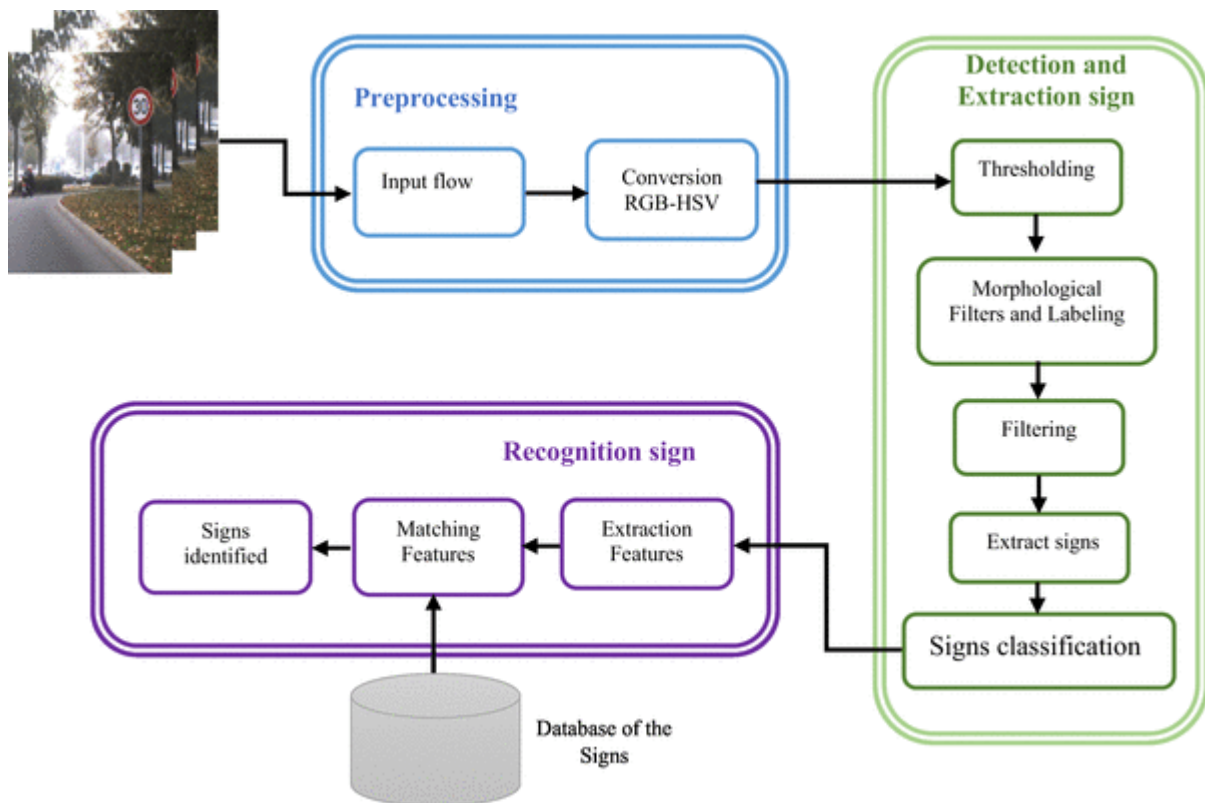 30
Preprocessing
Input flow
Conversion
RGB-HSV
Detection and
Extraction sign
Thresholding
Morphological
Filters and Labeling
Filtering
Extract signs
Signs classification
Recognition sign
Extraction
Features
Matching
Features
Signs
identified
Database of the
Signs